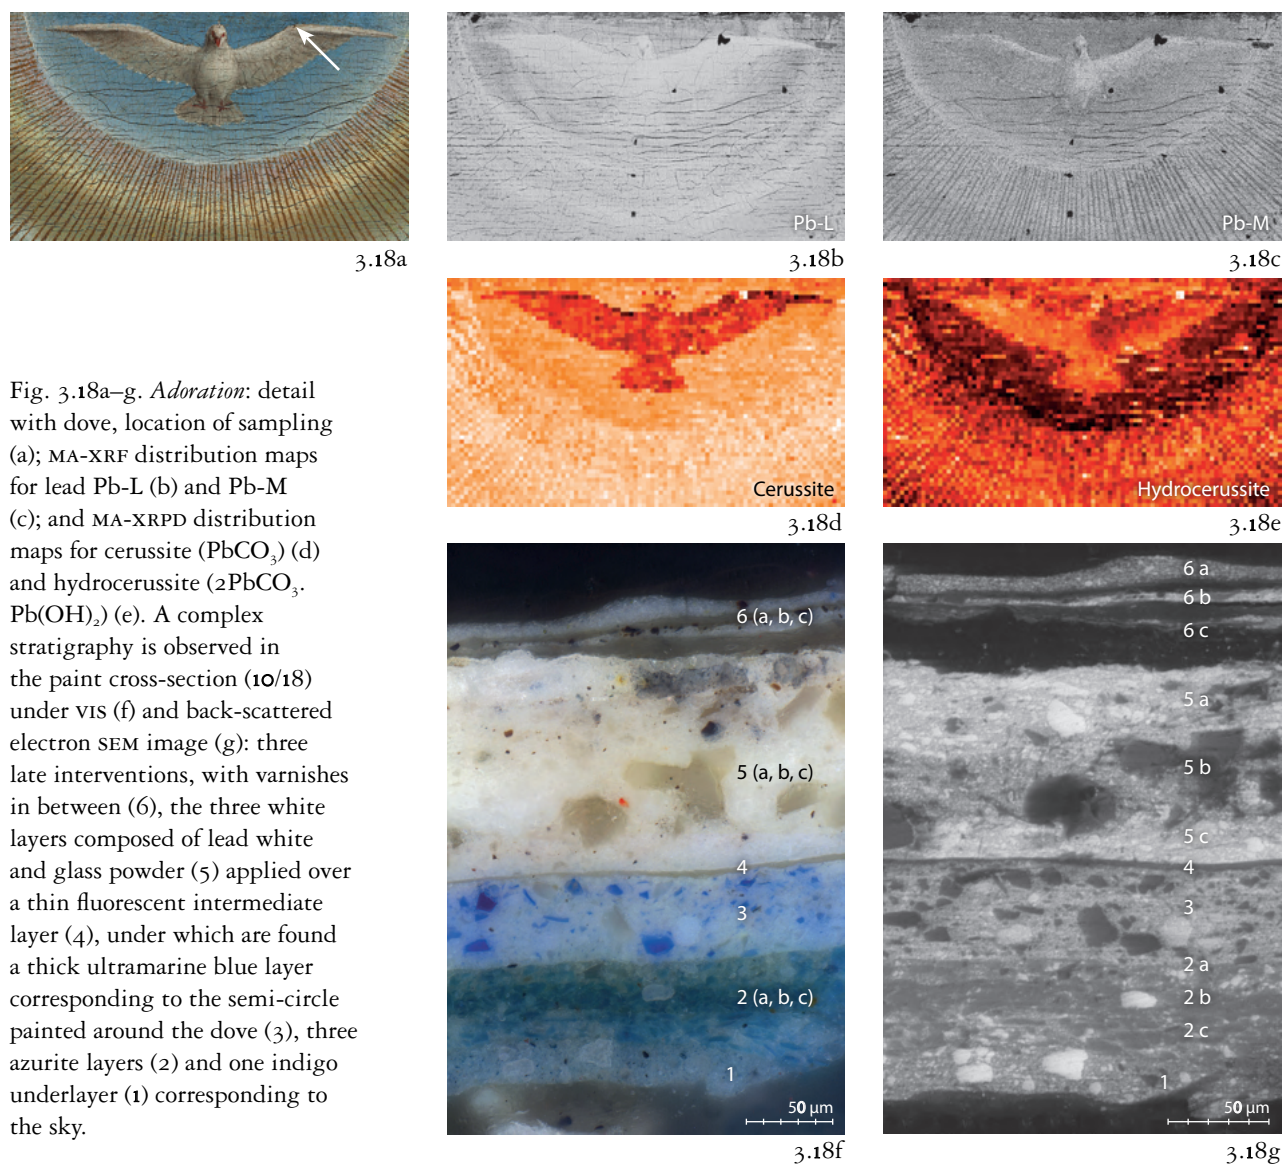 3.18a
Pb-L
3.18b
Pb-M
3.18c
Cerussite
3.18d
Hydrocerussite
3.18e
Fig. 3.18a–g. Adoration: detail
with dove, location of sampling
(a); MA-XRF distribution maps
for lead Pb-L (b) and Pb-M
(c); and MA-XRPD distribution
maps for cerussite (PbCO₃) (d)
and hydrocerussite (2PbCO₃.
Pb(OH)₂) (e). A complex
stratigraphy is observed in
the paint cross-section (10/18)
under VIS (f) and back-scattered
electron SEM image (g): three
late interventions, with varnishes
in between (6), the three white
layers composed of lead white
and glass powder (5) applied over
a thin fluorescent intermediate
layer (4), under which are found
a thick ultramarine blue layer
corresponding to the semi-circle
painted around the dove (3), three
azurite layers (2) and one indigo
underlayer (1) corresponding to
the sky.
6 (a, b, c)
5 (a, b, c)
4
3
2 (a, b, c)
1
50 µm
3.18f
6 a
6 b
6 c
5 a
5 b
5 c
4
3
2 a
2 b
2 c
1
50 µm
3.18g